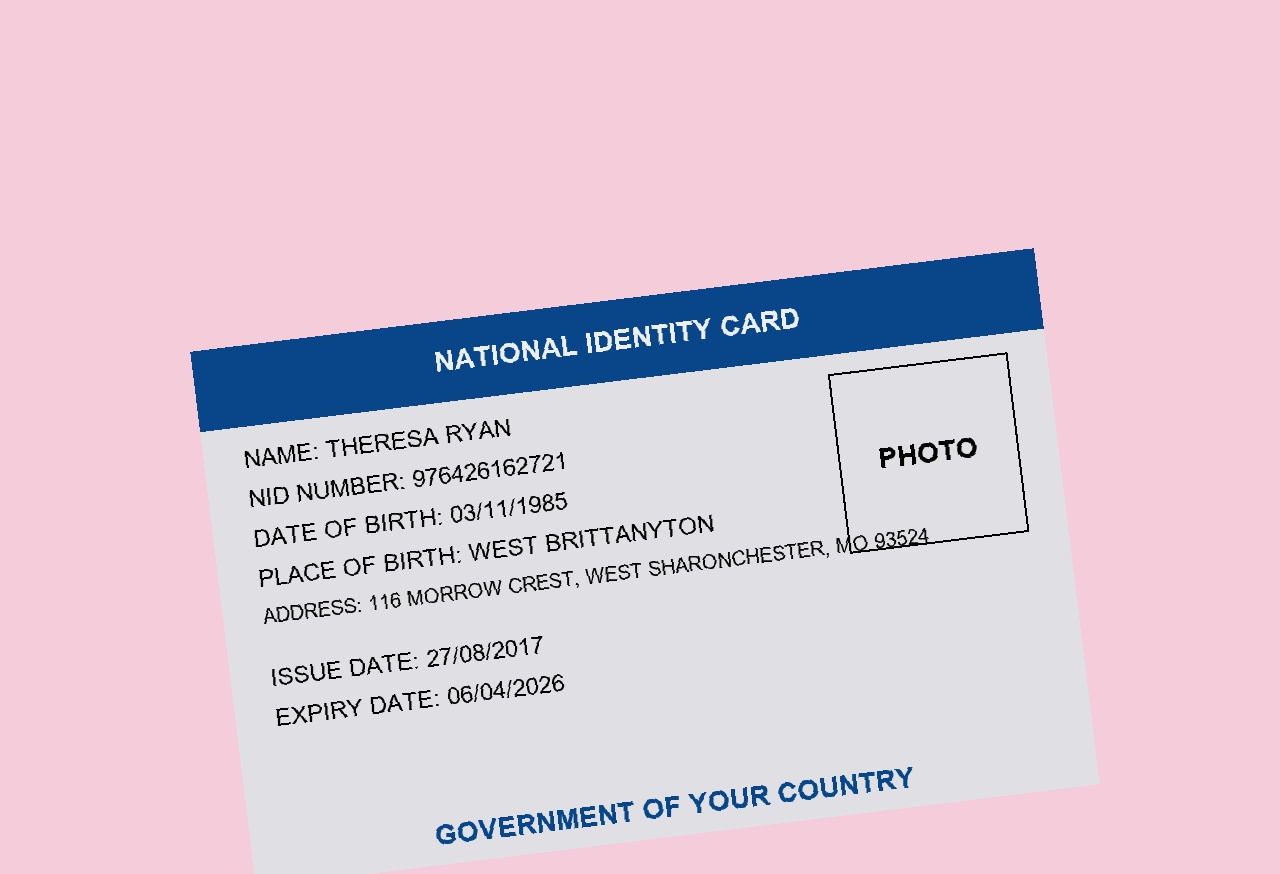 NATIONAL IDENTITY CARD
NAME: THERESA RYAN
NID NUMBER: 976426162721
DATE OF BIRTH: 03/11/1985
PLACE OF BIRTH: WEST BRITTANYTON
ADDRESS: 116 MORROW CREST, WEST SHARONCHESTER, MO 93524
PHOTO
ISSUE DATE: 27/08/2017
EXPIRY DATE: 06/04/2026
GOVERNMENT OF YOUR COUNTRY